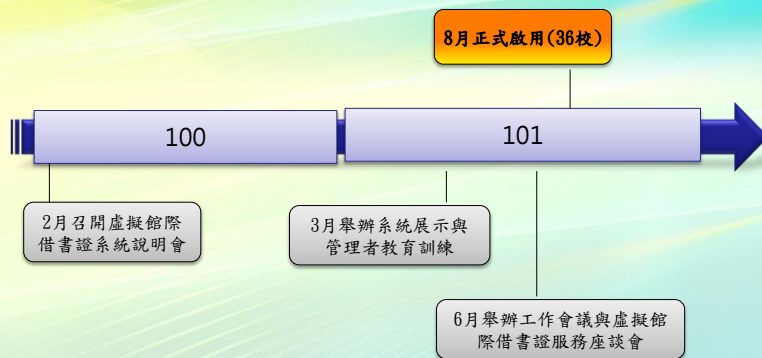 8月正式啟用(36校)
100
101
2月召開虛擬館際
借書證系統說明會
3月舉辦系統展示與
管理者教育訓練
6月舉辦工作會議與虛擬館
際借書證服務座談會